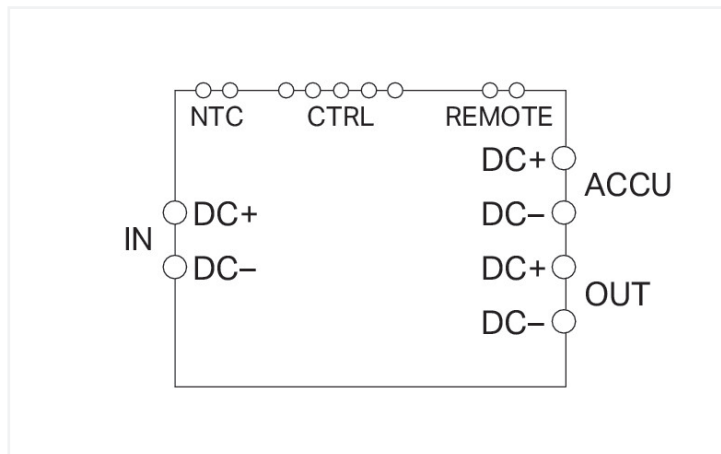 NTC CTRL REMOTE
DC+
ACCU
DC+ DC–
IN
DC– DC+
OUT
DC–